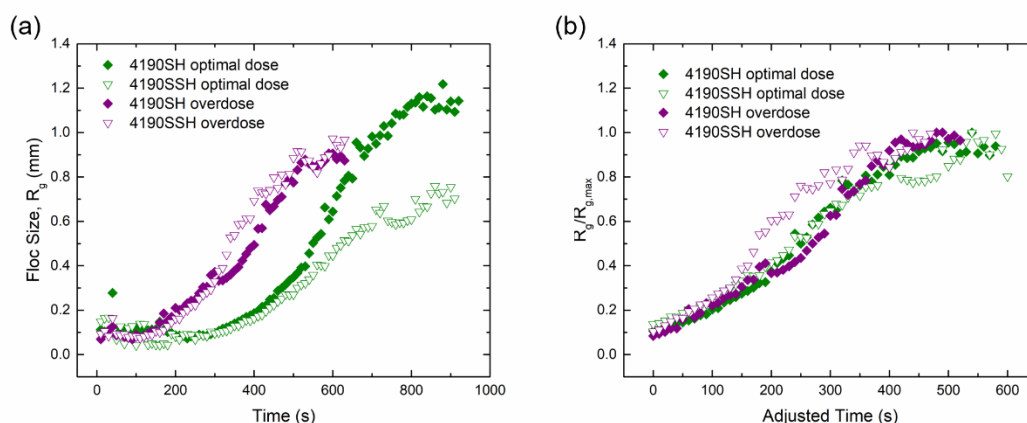 (a)
1.4
1.2
1.0
0.8
0.6
0.4
0.2
0.0
Floc Size, R_g (mm)
4190SH optimal dose
4190SSH optimal dose
4190SH overdose
4190SSH overdose
0 200 400 600 800 1000
Time (s)
(b)
1.4
1.2
1.0
0.8
0.6
0.4
0.2
0.0
R_g/R_g,max
4190SH optimal dose
4190SSH optimal dose
4190SH overdose
4190SSH overdose
0 100 200 300 400 500 600
Adjusted Time (s)